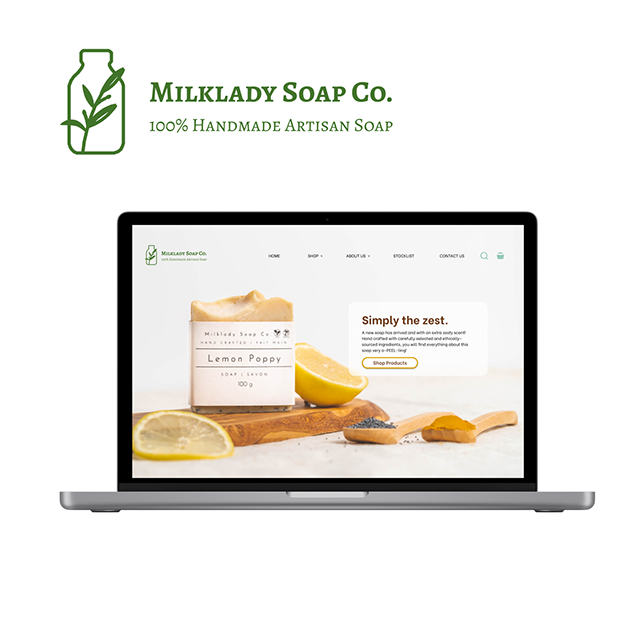 Milklady Soap Co.
100% Handmade Artisan Soap
Milklady Soap Co.
100% Handmade Artisan Soap
HOME
SHOP
ABOUT US
STOCKLIST
CONTACT US
Milklady Soap Co.
HAND CRAFTED | FAIT MAIN
Lemon Poppy
SOAP | SAVON
100 g
Simply the zest.
A new soap has arrived and with an extra zesty scent!
Hand crafted with carefully selected and ethically-
sourced ingredients, you will find everything about this
soap very a-PEEL-ling!
Shop Products